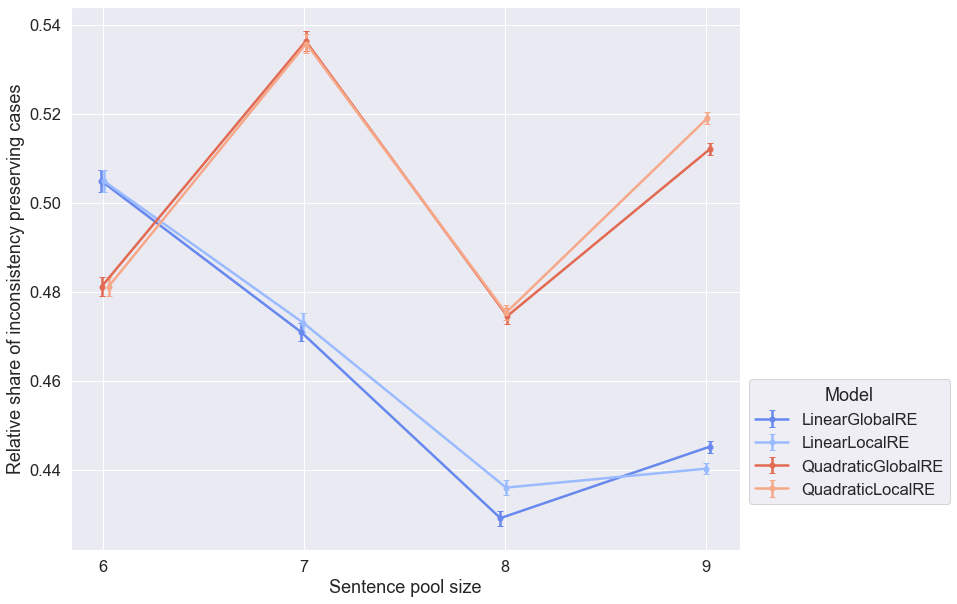 Relative share of inconsistency preserving cases
0.54
0.52
0.50
0.48
0.46
0.44
6
7
8
9
Sentence pool size
Model
LinearGlobalRE
LinearLocalRE
QuadraticGlobalRE
QuadraticLocalRE